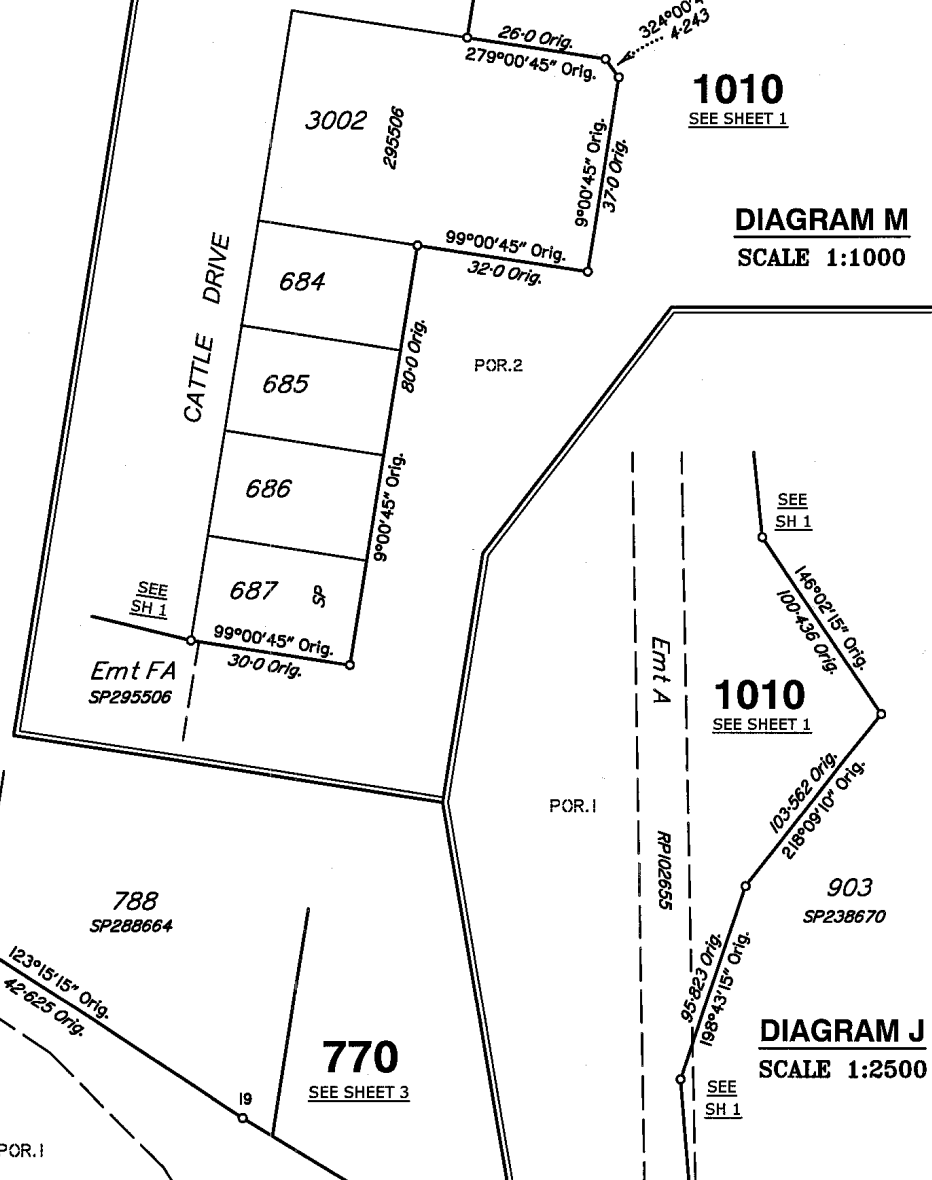 324°00'4
4·243
26·0 Orig.
279°00'45" Orig.
1010
SEE SHEET 1
3002
295506
9°00'45" Orig.
37·0 Orig.
DIAGRAM M
SCALE 1:1000
99°00'45" Orig.
32·0 Orig.
CATTLE DRIVE
684
685
686
687
SP
80·0 Orig.
9°00'45" Orig.
POR.2
SEE
SH 1
99°00'45" Orig.
30·0 Orig.
Emt FA
SP295506
SEE
SH 1
146°02'15" Orig.
100·436 Orig.
Emt A
RP102655
1010
SEE SHEET 1
POR.1
103·562 Orig.
218°09'10" Orig.
903
SP238670
95·823 Orig.
198°43'15" Orig.
DIAGRAM J
SCALE 1:2500
SEE
SH 1
788
SP288664
123°15'15" Orig.
42·625 Orig.
770
SEE SHEET 3
19
POR.1